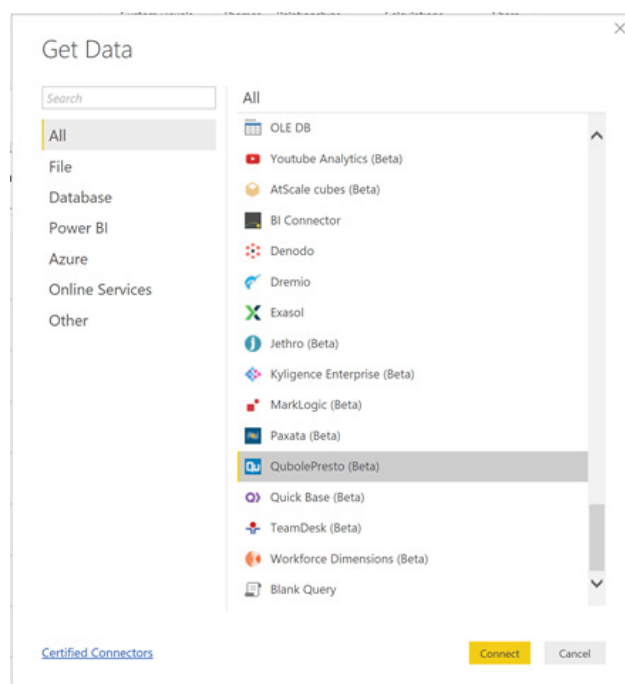 Get Data
Search
All
File
Database
Power BI
Azure
Online Services
Other
All
OLE DB
Youtube Analytics (Beta)
AtScale cubes (Beta)
BI Connector
Denodo
Dremio
Exasol
Jethro (Beta)
Kyligence Enterprise (Beta)
MarkLogic (Beta)
Paxata (Beta)
Qu QubolePresto (Beta)
Quick Base (Beta)
TeamDesk (Beta)
Workforce Dimensions (Beta)
Blank Query
Certified Connectors
Connect
Cancel